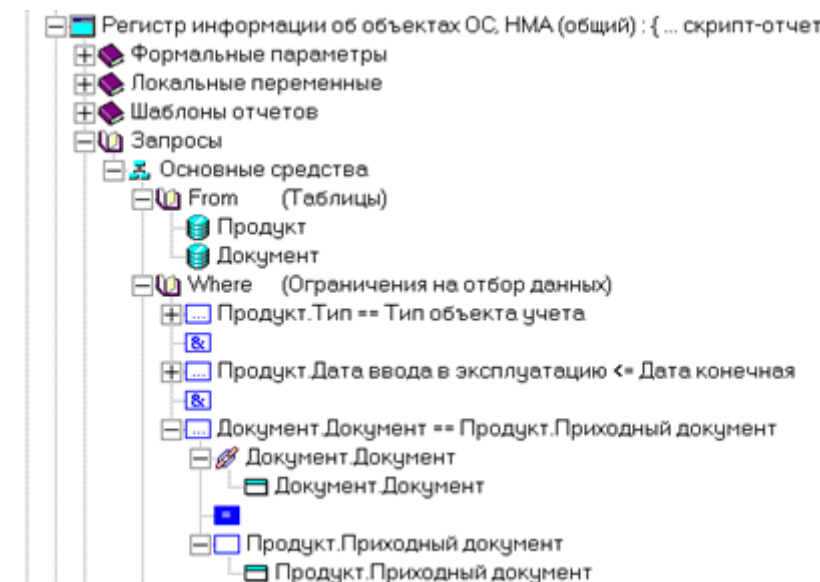 Регистр информации об объектах ОС, НМА (общий) : { ... скрипт-отчет
Формальные параметры
Локальные переменные
Шаблоны отчетов
Запросы
Основные средства
From (Таблицы)
Продукт
Документ
Where (Ограничения на отбор данных)
... Продукт.Тип == Тип объекта учета
&
... Продукт.Дата ввода в эксплуатацию <= Дата конечная
&
... Документ.Документ == Продукт.Приходный документ
Документ.Документ
Документ.Документ
=
Продукт.Приходный документ
Продукт.Приходный документ